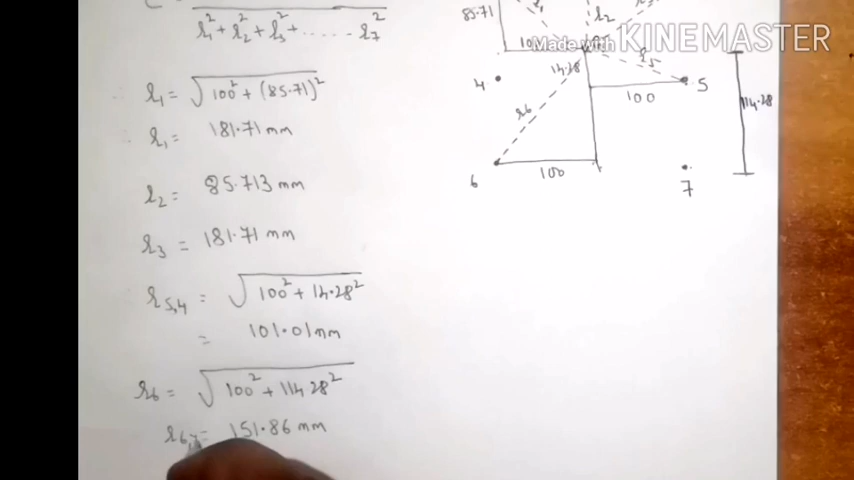 l₁² + l₂² + l₃² + ...... l₇²
l₁ = √100² + (85.71)²
l₁ = 181.71 mm
l₂ = 85.713 mm
l₃ = 181.71 mm
l₅,₄ = √100² + 14.28²
= 101.01 mm
l₆ = √100² + 114.28²
l₆,₇ = 151.86 mm
85.71
l₂
10
Made with KINEMASTER
14.28
l₅
4
5
100
114.28
l₆
100
6
7